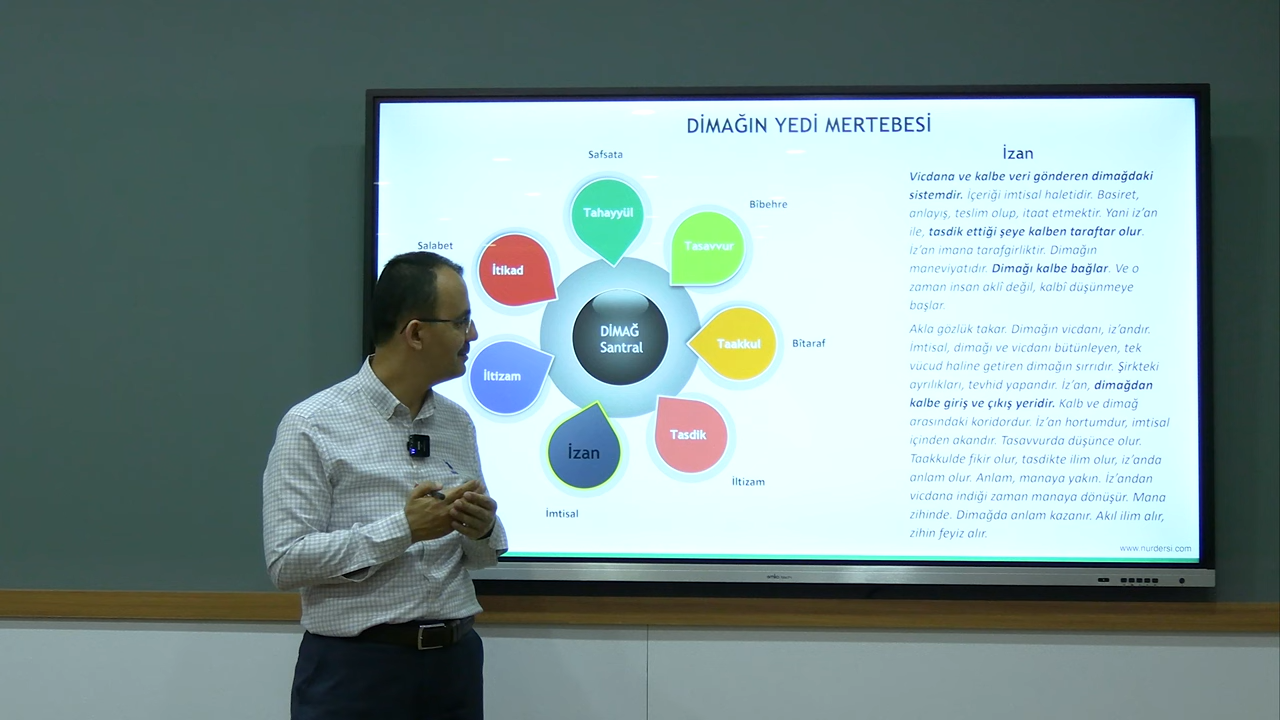 DİMAĞIN YEDİ MERTEBESİ
Safsata
Tahayyül
Bîbehre
Tasavvur
Salabet
İtikad
DİMAĞ
Santral
Taakkul
Bîtaraf
İltizam
Tasdik
İltizam
İzan
İmtisal
İzan
Vicdana ve kalbe veri gönderen dimağdaki
sistemdir. İçeriği imtisal haletidir. Basiret,
anlayış, teslim olup, itaat etmektir. Yani iz’an
ile, tasdik ettiği şeye kalben taraftar olur.
İz’an imana tarafgirliktir. Dimağın
maneviyatıdır. Dimağı kalbe bağlar. Ve o
zaman insan aklî değil, kalbî düşünmeye
başlar.
Akla gözlük takar. Dimağın vicdanı, iz’andır.
İmtisal, dimağı ve vicdanı bütünleyen, tek
vücud haline getiren dimağın sırrıdır. Şirkteki
ayrılıkları, tevhid yapandır. İz’an, dimağdan
kalbe giriş ve çıkış yeridir. Kalb ve dimağ
arasındaki koridordur. İz’an hortumdur, imtisal
içinden akandır. Tasavvurda düşünce olur.
Taakkulde fikir olur, tasdikte ilim olur, iz’anda
anlam olur. Anlam, manaya yakın. İz’andan
vicdana indiği zaman manaya dönüşür. Mana
zihinde. Dimağda anlam kazanır. Akıl ilim alır,
zihin feyiz alır.
www.nurdersi.com